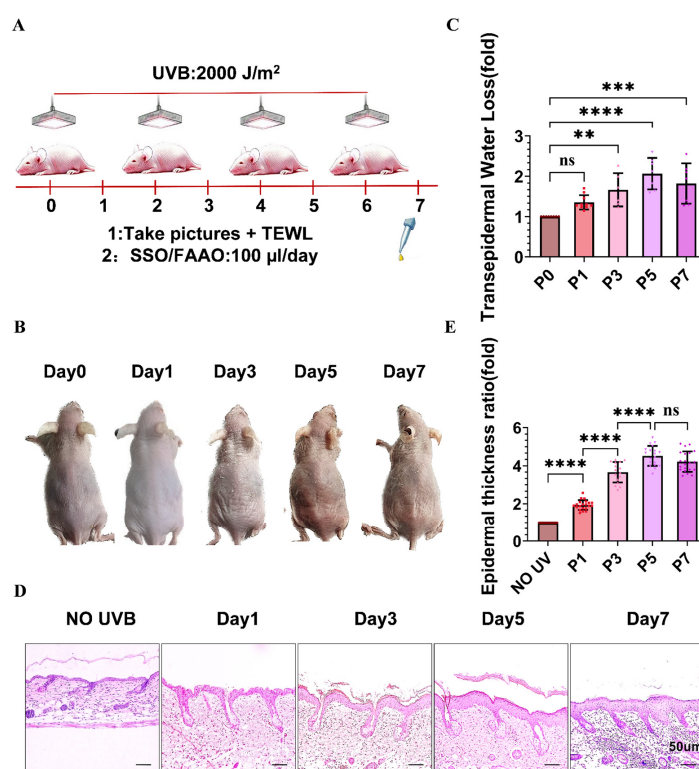 A
UVB:2000 J/m²
0 1 2 3 4 5 6 7
1:Take pictures + TEWL
2：SSO/FAAO:100 μl/day
C
Transepidermal Water Loss(fold)
***
****
**
ns
3
2
1
0
P0 P1 P3 P5 P7
B
Day0 Day1 Day3 Day5 Day7
E
Epidermal thickness ratio(fold)
**** ns
****
****
6
4
2
0
NO UV P1 P3 P5 P7
D
NO UVB Day1 Day3 Day5 Day7
50um